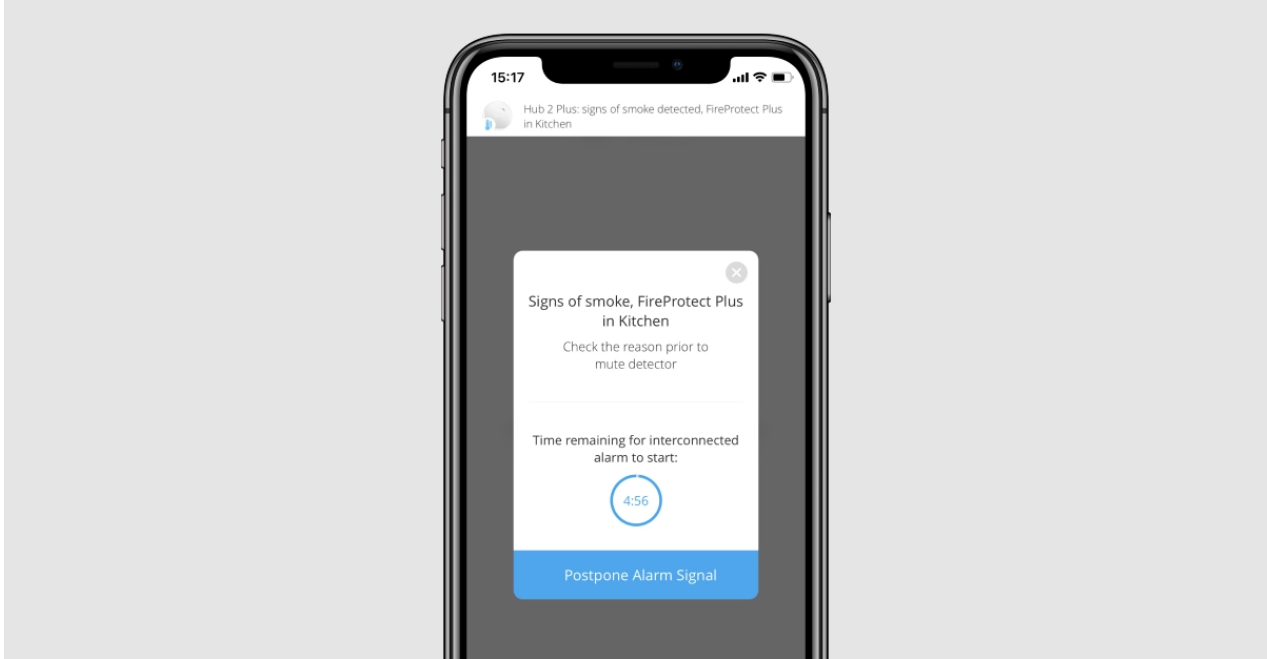 15:17
Hub 2 Plus: signs of smoke detected, FireProtect Plus
in Kitchen
Signs of smoke, FireProtect Plus
in Kitchen
Check the reason prior to
mute detector
Time remaining for interconnected
alarm to start:
4:56
Postpone Alarm Signal